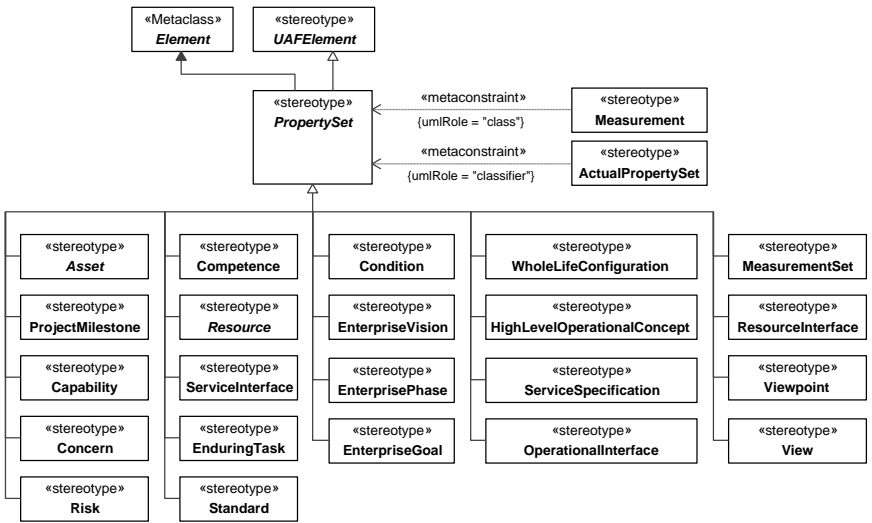 «Metaclass»
Element
«stereotype»
UAFElement
«stereotype»
PropertySet
«metaconstraint»
{umlRole = "class"}
«stereotype»
Measurement
«metaconstraint»
{umlRole = "classifier"}
«stereotype»
ActualPropertySet
«stereotype»
Asset
«stereotype»
Competence
«stereotype»
Condition
«stereotype»
WholeLifeConfiguration
«stereotype»
MeasurementSet
«stereotype»
ProjectMilestone
«stereotype»
Resource
«stereotype»
EnterpriseVision
«stereotype»
HighLevelOperationalConcept
«stereotype»
ResourceInterface
«stereotype»
Capability
«stereotype»
ServiceInterface
«stereotype»
EnterprisePhase
«stereotype»
ServiceSpecification
«stereotype»
Viewpoint
«stereotype»
Concern
«stereotype»
EnduringTask
«stereotype»
EnterpriseGoal
«stereotype»
OperationalInterface
«stereotype»
View
«stereotype»
Risk
«stereotype»
Standard